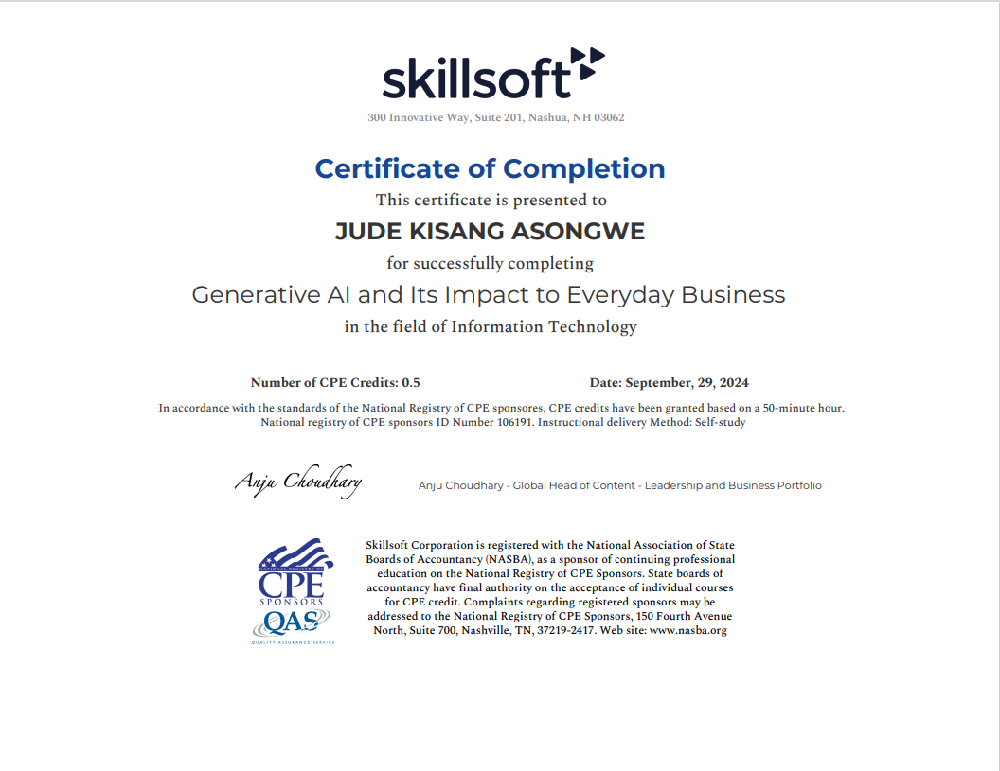 skillsoft
300 Innovative Way, Suite 201, Nashua, NH 03062
Certificate of Completion
This certificate is presented to
JUDE KISANG ASONGWE
for successfully completing
Generative AI and Its Impact to Everyday Business
in the field of Information Technology
Number of CPE Credits: 0.5
Date: September, 29, 2024
In accordance with the standards of the National Registry of CPE sponsores, CPE credits have been granted based on a 50-minute hour.
National registry of CPE sponsors ID Number 106191. Instructional delivery Method: Self-study
Anju Choudhary
Anju Choudhary - Global Head of Content - Leadership and Business Portfolio
NATIONAL REGISTRY OF
CPE
SPONSORS
QAS
QUALITY ASSURANCE SERVICE
Skillsoft Corporation is registered with the National Association of State
Boards of Accountancy (NASBA), as a sponsor of continuing professional
education on the National Registry of CPE Sponsors. State boards of
accountancy have final authority on the acceptance of individual courses
for CPE credit. Complaints regarding registered sponsors may be
addressed to the National Registry of CPE Sponsors, 150 Fourth Avenue
North, Suite 700, Nashville, TN, 37219-2417. Web site: www.nasba.org